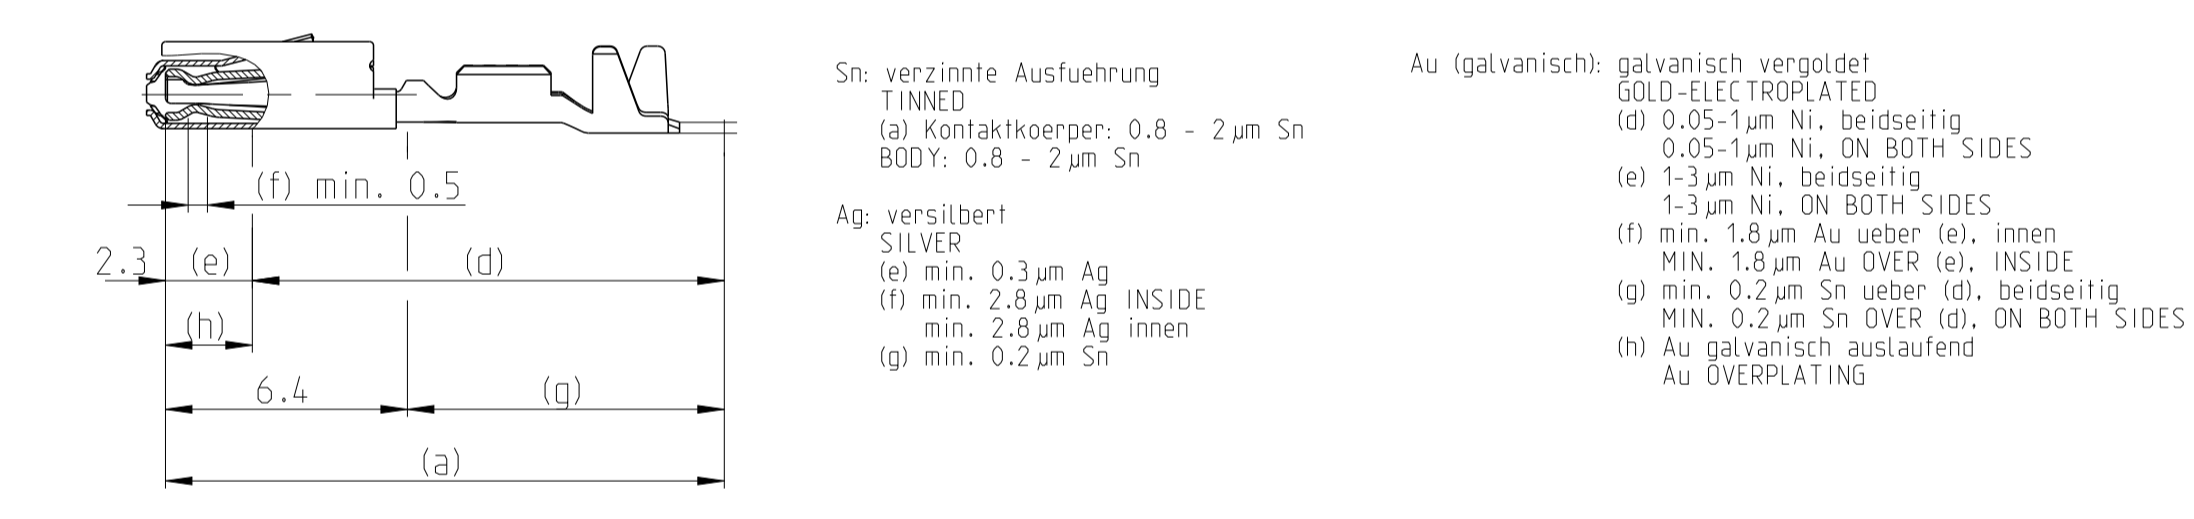 (f) min. 0.5
2.3 (e) (d)
(h)
6.4 (g)
(a)
Sn: verzinnte Ausfuehrung
TINNED
(a) Kontaktkoerper: 0.8 - 2 µm Sn
BODY: 0.8 - 2 µm Sn
Ag: versilbert
SILVER
(e) min. 0.3 µm Ag
(f) min. 2.8 µm Ag INSIDE
min. 2.8 µm Ag innen
(g) min. 0.2 µm Sn
Au (galvanisch): galvanisch vergoldet
GOLD-ELECTROPLATED
(d) 0.05-1 µm Ni, beidseitig
0.05-1 µm Ni, ON BOTH SIDES
(e) 1-3 µm Ni, beidseitig
1-3 µm Ni, ON BOTH SIDES
(f) min. 1.8 µm Au ueber (e), innen
MIN. 1.8 µm Au OVER (e), INSIDE
(g) min. 0.2 µm Sn ueber (d), beidseitig
MIN. 0.2 µm Sn OVER (d), ON BOTH SIDES
(h) Au galvanisch auslaufend
Au OVERPLATING